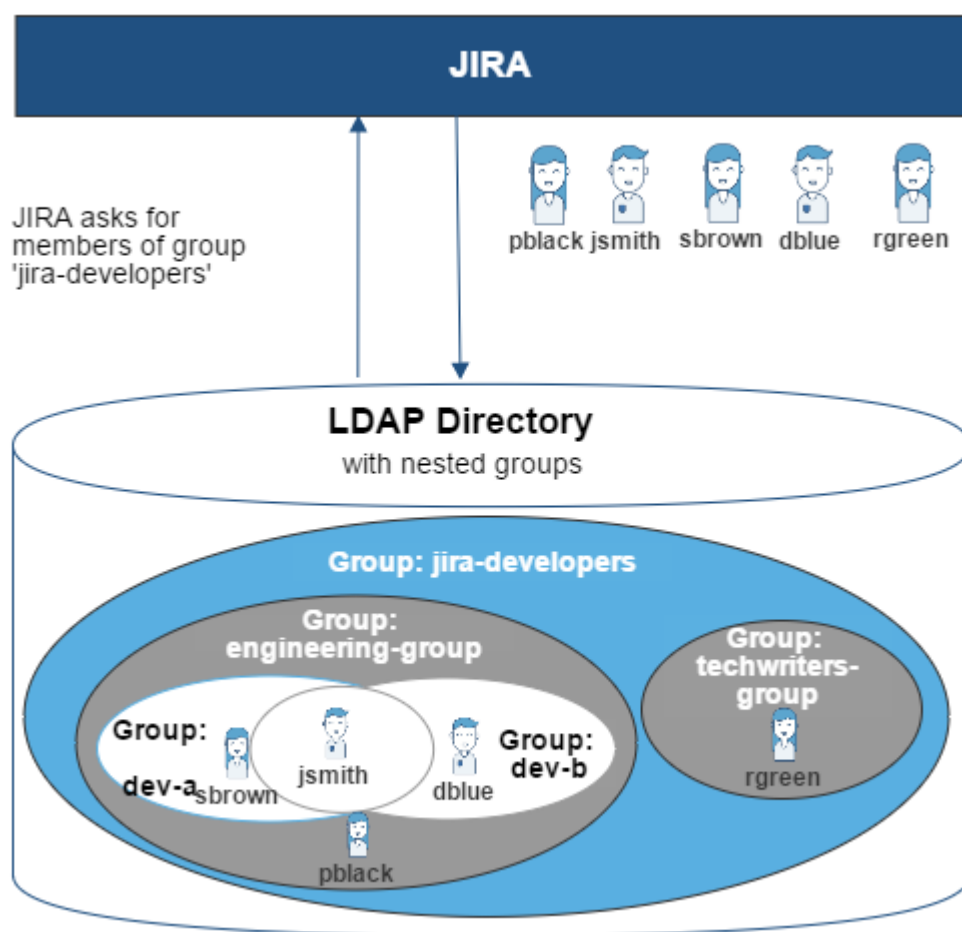 JIRA
JIRA asks for
members of group
'jira-developers'
pblack jsmith sbrown dblue rgreen
LDAP Directory
with nested groups
Group: jira-developers
Group:
engineering-group
Group:
techwriters-
group
Group:
dev-a
sbrown
jsmith
dblue
Group:
dev-b
pblack
rgreen